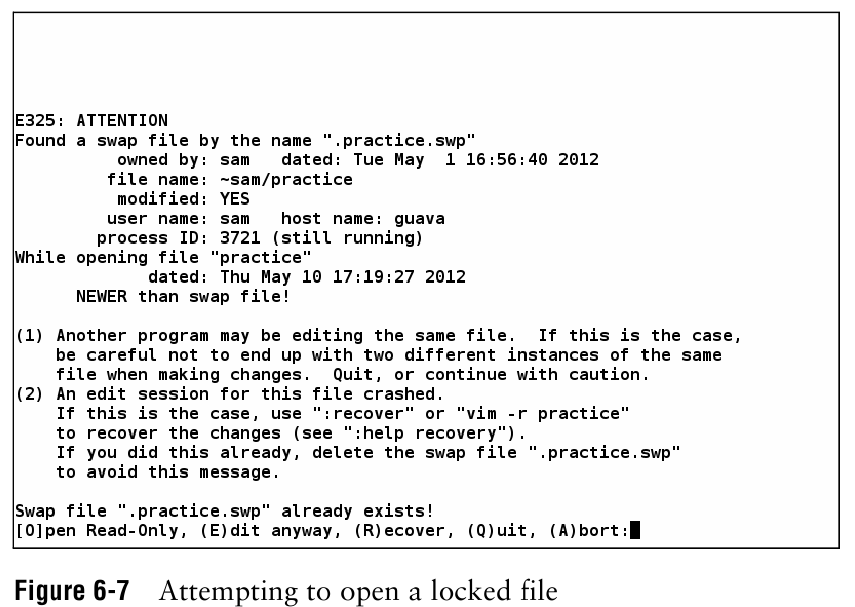 E325: ATTENTION
Found a swap file by the name ".practice.swp"
          owned by: sam   dated: Tue May  1 16:56:40 2012
         file name: ~sam/practice
          modified: YES
         user name: sam   host name: guava
        process ID: 3721 (still running)
While opening file "practice"
             dated: Thu May 10 17:19:27 2012
      NEWER than swap file!

(1) Another program may be editing the same file.  If this is the case,
    be careful not to end up with two different instances of the same
    file when making changes.  Quit, or continue with caution.
(2) An edit session for this file crashed.
    If this is the case, use ":recover" or "vim -r practice"
    to recover the changes (see ":help recovery").
    If you did this already, delete the swap file ".practice.swp"
    to avoid this message.

Swap file ".practice.swp" already exists!
[O]pen Read-Only, (E)dit anyway, (R)ecover, (Q)uit, (A)bort:
Figure 6-7 Attempting to open a locked file